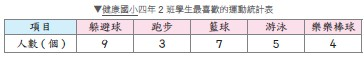 ▼健康國小四年2班學生最喜歡的運動統計表
項目 躲避球 跑步 籃球 游泳 樂樂棒球
人數（個） 9 3 7 5 4